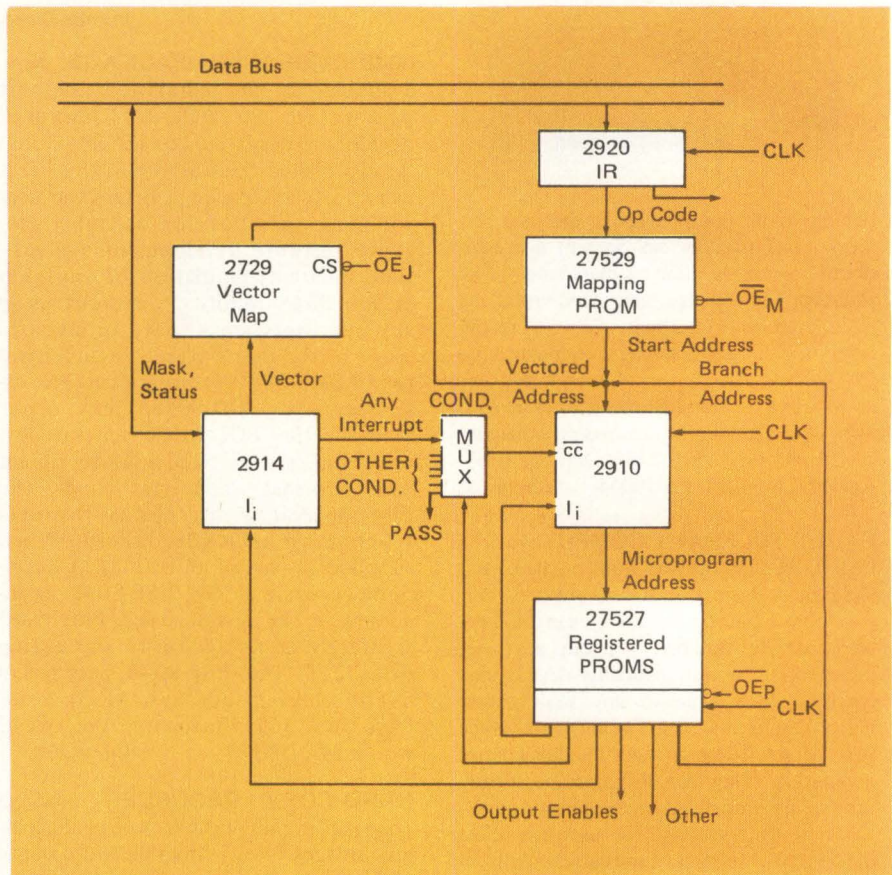 Data Bus
2920
IR
CLK
Op Code
2729
Vector
Map
CS
OE_J
27529
Mapping
PROM
OE_M
Start Address
Mask,
Status
Vector
Vectored
Address
Branch
Address
Any
Interrupt
COND.
MUX
OTHER
COND.
PASS
2914
I_i
cc
2910
I_i
CLK
Microprogram
Address
27527
Registered
PROMS
OE_P
CLK
Output Enables
Other